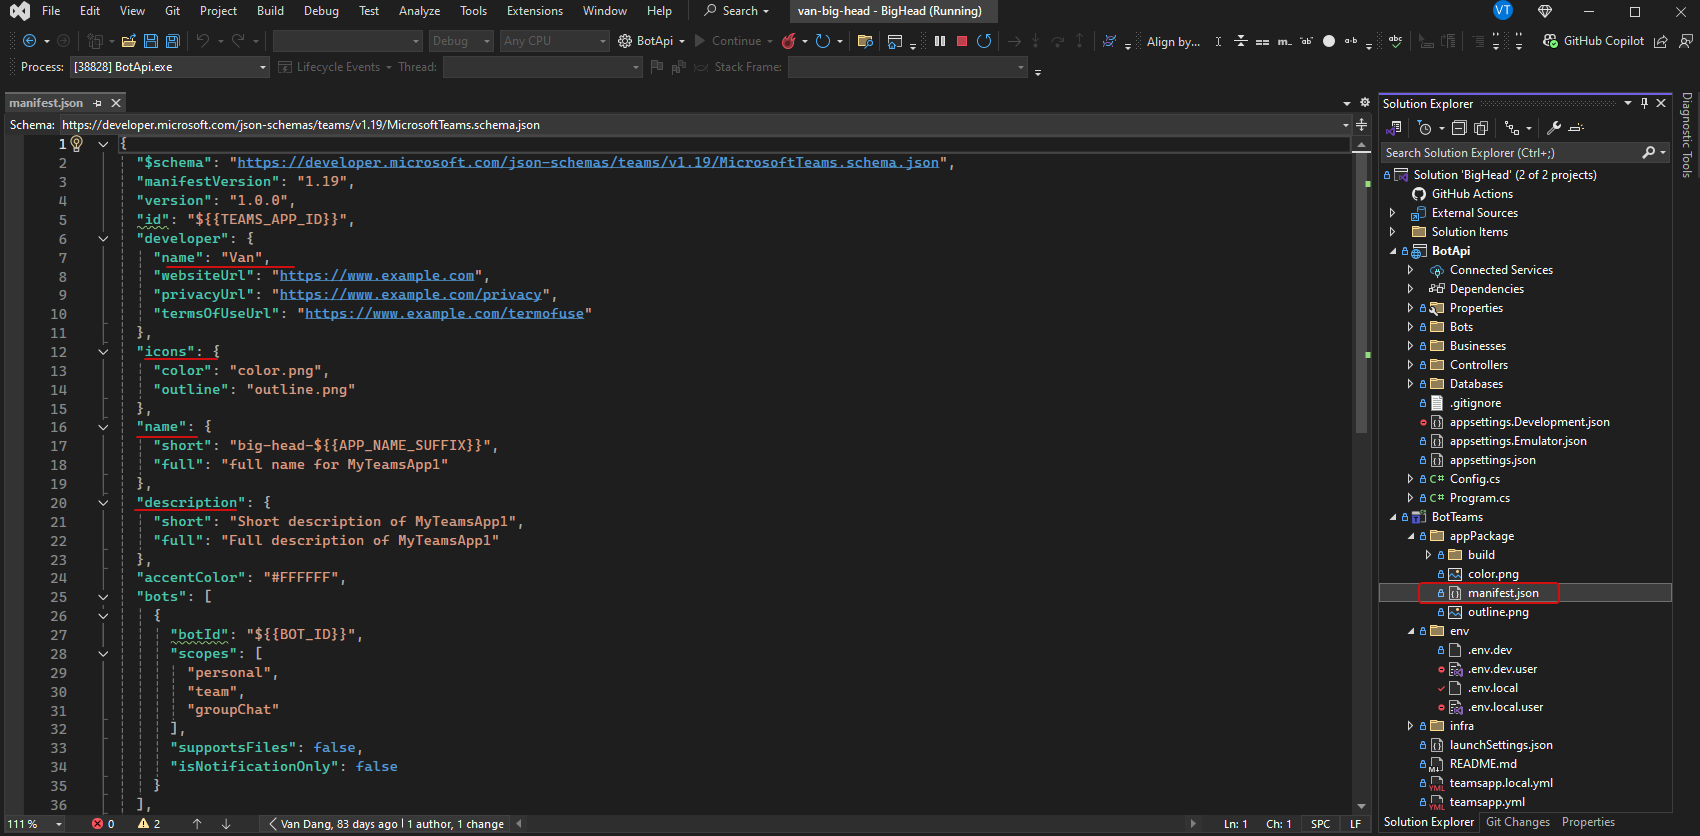 File Edit View Git Project Build Debug Test Analyze Tools Extensions Window Help Search van-big-head - BigHead (Running) VT
Debug Any CPU BotApi Continue Align by... GitHub Copilot
Process: [38828] BotApi.exe Lifecycle Events Thread: Stack Frame:
manifest.json
Schema: https://developer.microsoft.com/json-schemas/teams/v1.19/MicrosoftTeams.schema.json
1 {
2 "$schema": "https://developer.microsoft.com/json-schemas/teams/v1.19/MicrosoftTeams.schema.json",
3 "manifestVersion": "1.19",
4 "version": "1.0.0",
5 "id": "${{TEAMS_APP_ID}}",
6 "developer": {
7 "name": "Van",
8 "websiteUrl": "https://www.example.com",
9 "privacyUrl": "https://www.example.com/privacy",
10 "termsOfUseUrl": "https://www.example.com/termofuse"
11 },
12 "icons": {
13 "color": "color.png",
14 "outline": "outline.png"
15 },
16 "name": {
17 "short": "big-head-${{APP_NAME_SUFFIX}}",
18 "full": "full name for MyTeamsApp1"
19 },
20 "description": {
21 "short": "Short description of MyTeamsApp1",
22 "full": "Full description of MyTeamsApp1"
23 },
24 "accentColor": "#FFFFFF",
25 "bots": [
26 {
27 "botId": "${{BOT_ID}}",
28 "scopes": [
29 "personal",
30 "team",
31 "groupChat"
32 ],
33 "supportsFiles": false,
34 "isNotificationOnly": false
35 }
36 ],
111 % 0 2 Van Dang, 83 days ago | 1 author, 1 change Ln: 1 Ch: 1 SPC LF
Solution Explorer
Search Solution Explorer (Ctrl+;)
Solution 'BigHead' (2 of 2 projects)
GitHub Actions
External Sources
Solution Items
BotApi
Connected Services
Dependencies
Properties
Bots
Businesses
Controllers
Databases
.gitignore
appsettings.Development.json
appsettings.Emulator.json
appsettings.json
C# Config.cs
C# Program.cs
BotTeams
appPackage
build
color.png
manifest.json
outline.png
env
.env.dev
.env.dev.user
.env.local
.env.local.user
infra
launchSettings.json
README.md
YML teamsapp.local.yml
YML teamsapp.yml
Solution Explorer Git Changes Properties
Diagnostic Tools